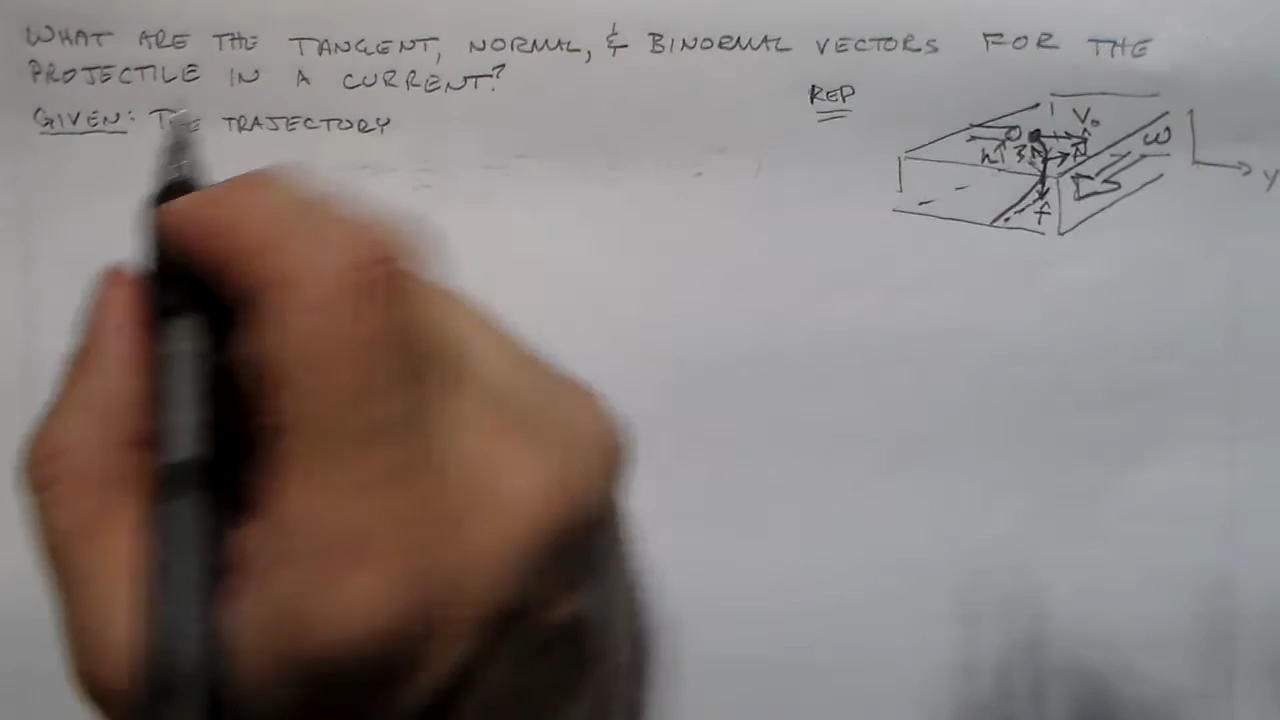 WHAT ARE THE TANGENT, NORMAL, & BINORMAL VECTORS FOR THE
PROJECTILE IN A CURRENT?
GIVEN: THE TRAJECTORY
REP
V₀
ω
Y